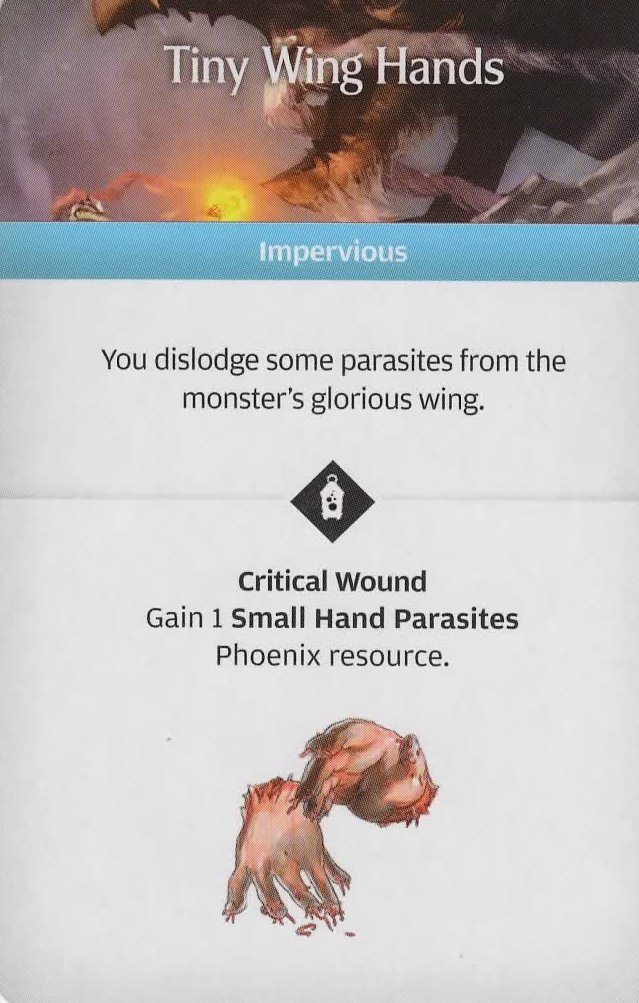 Tiny Wing Hands
Impervious
You dislodge some parasites from the
monster's glorious wing.
Critical Wound
Gain 1 Small Hand Parasites
Phoenix resource.